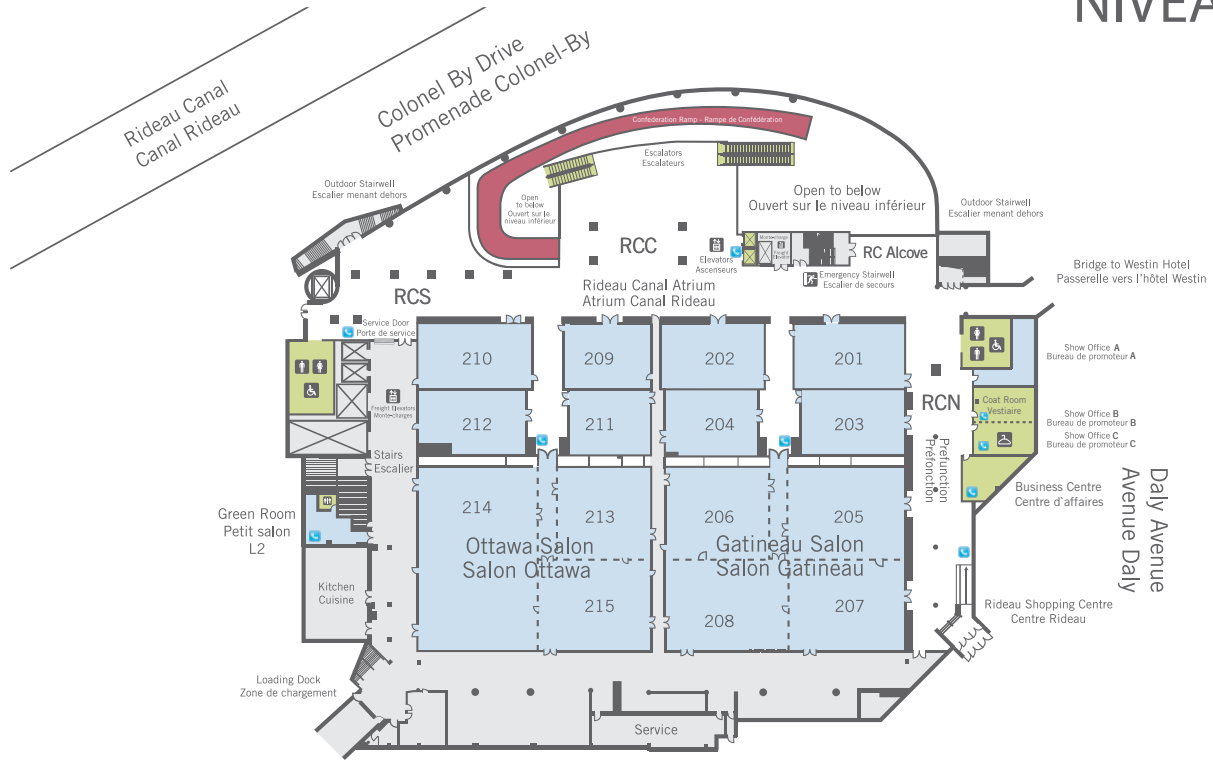 NIVEA
Rideau Canal
Canal Rideau
Colonel By Drive
Promenade Colonel-By
Confederation Ramp - Rampe de Confédération
Escalators
Escalateurs
Outdoor Stairwell
Escalier menant dehors
Open
to below
Ouvert sur le
niveau inférieur
Open to below
Ouvert sur le niveau inférieur
Outdoor Stairwell
Escalier menant dehors
RCC
Elevators
Ascenseurs
Monte-charge
Freight
Elevator
RC Alcove
Emergency Stairwell
Escalier de secours
Bridge to Westin Hotel
Passerelle vers l'hôtel Westin
RCS
Rideau Canal Atrium
Atrium Canal Rideau
Service Door
Porte de service
210
209
202
201
Show Office A
Bureau de promoteur A
Freight Elevators
Monte-charges
RCN
Coat Room
Vestiaire
Show Office B
Bureau de promoteur B
Show Office C
Bureau de promoteur C
212
211
204
203
Stairs
Escalier
Prefunction
Préfonction
Business Centre
Centre d'affaires
Daly Avenue
Avenue Daly
Green Room
Petit salon
L2
214
213
206
205
Ottawa Salon
Salon Ottawa
Gatineau Salon
Salon Gatineau
Kitchen
Cuisine
215
208
207
Rideau Shopping Centre
Centre Rideau
Loading Dock
Zone de chargement
Service